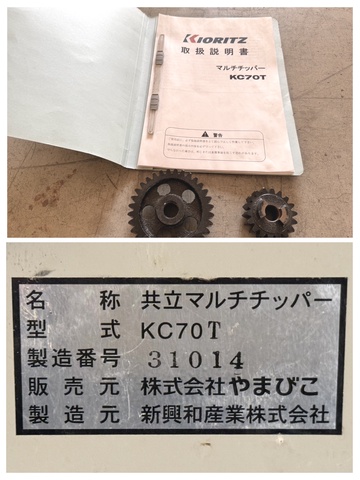 KIORITZ
取扱説明書
マルチチッパー
KC70T
警告
名 称 共立マルチチッパー
型 式 KC70T
製造番号 31014
販売元 株式会社やまびこ
製造元 新興和産業株式会社